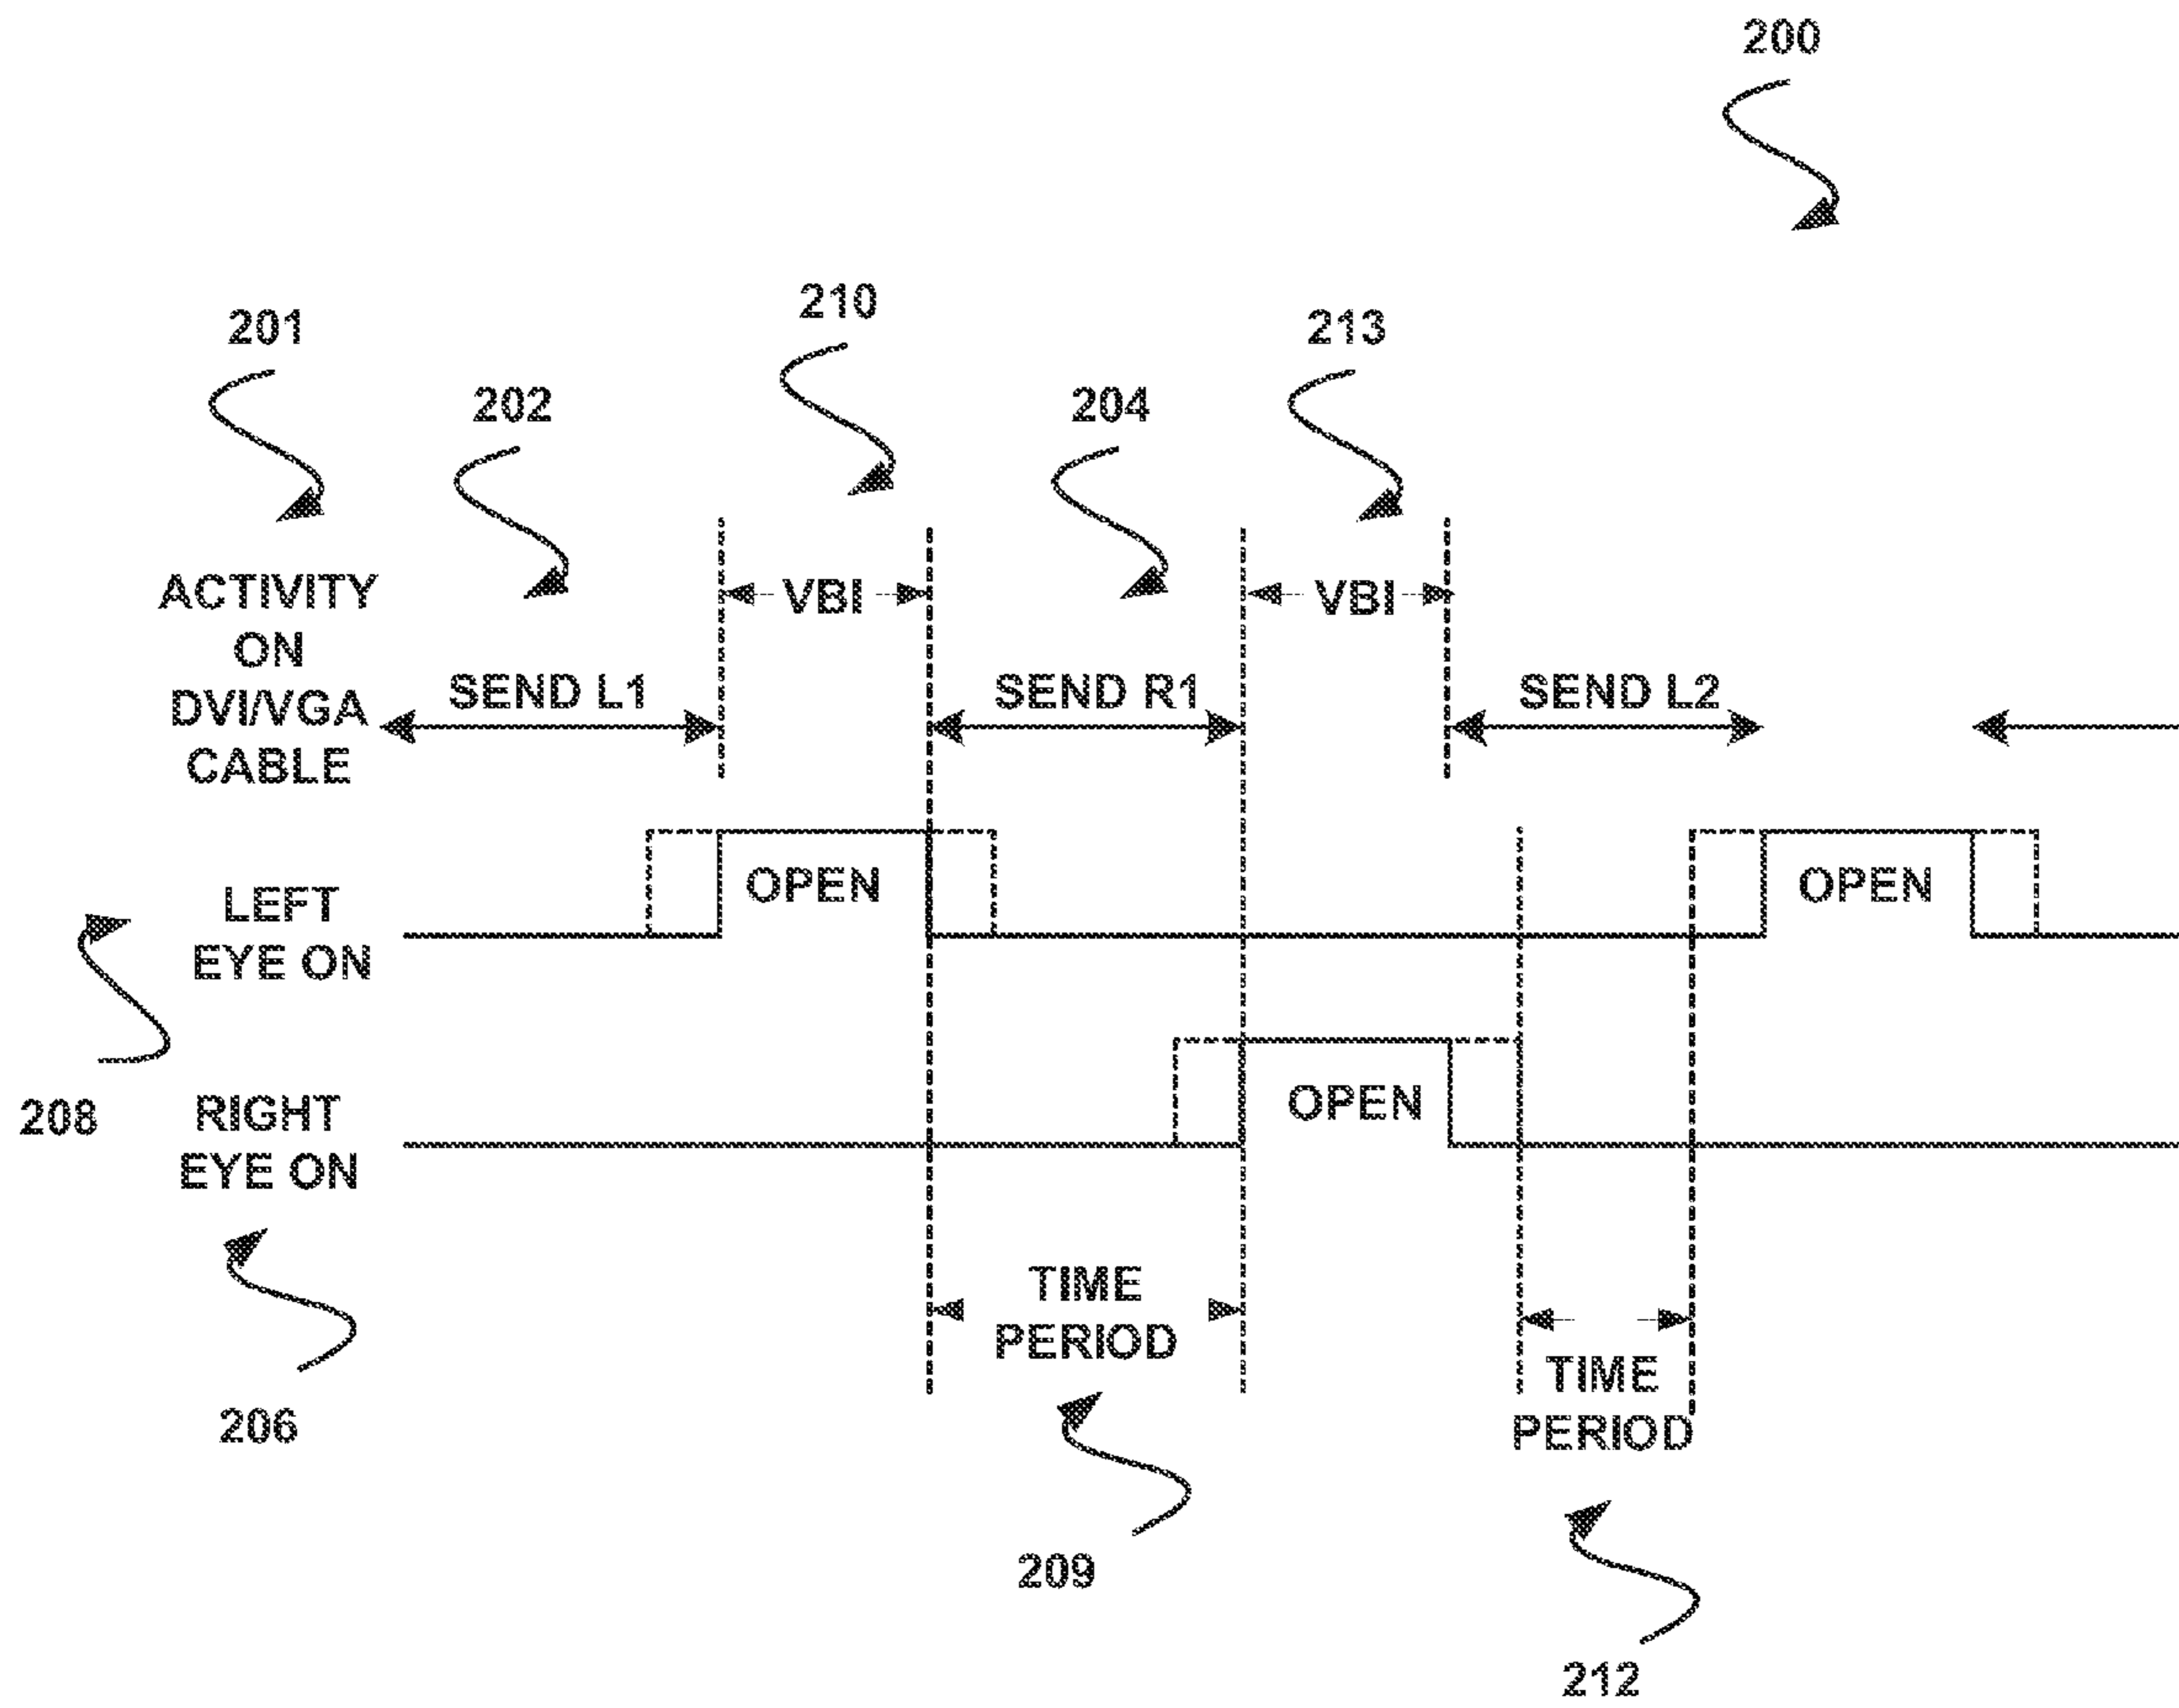 200
210
201
213
202
204
ACTIVITY
ON
DVI/VGA
CABLE
VBI
VBI
SEND L1
SEND R1
SEND L2
LEFT
EYE ON
OPEN
OPEN
208
RIGHT
EYE ON
OPEN
206
TIME
PERIOD
TIME
PERIOD
209
212